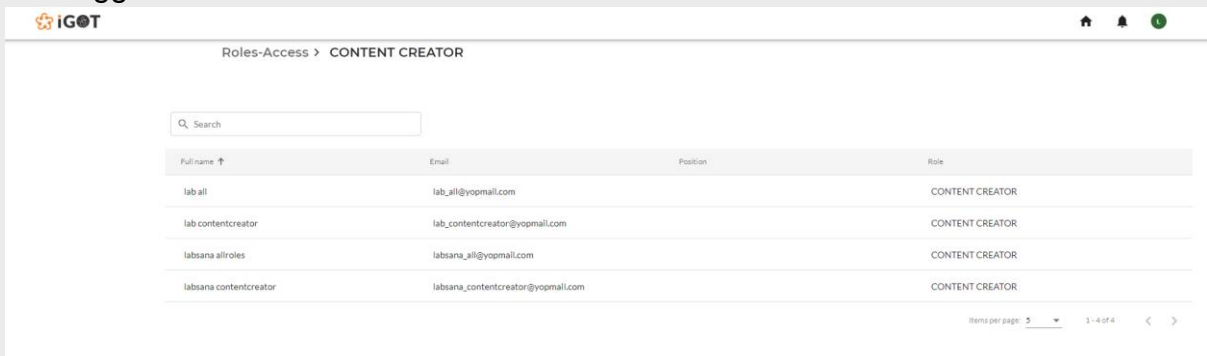 iGOT
L
Roles-Access > CONTENT CREATOR
Search
Full name ↑ Email Position Role
lab all lab_all@yopmail.com CONTENT CREATOR
lab contentcreator lab_contentcreator@yopmail.com CONTENT CREATOR
labsana allroles labsana_all@yopmail.com CONTENT CREATOR
labsana contentcreator labsana_contentcreator@yopmail.com CONTENT CREATOR
Items per page: 5 1 - 4 of 4 < >